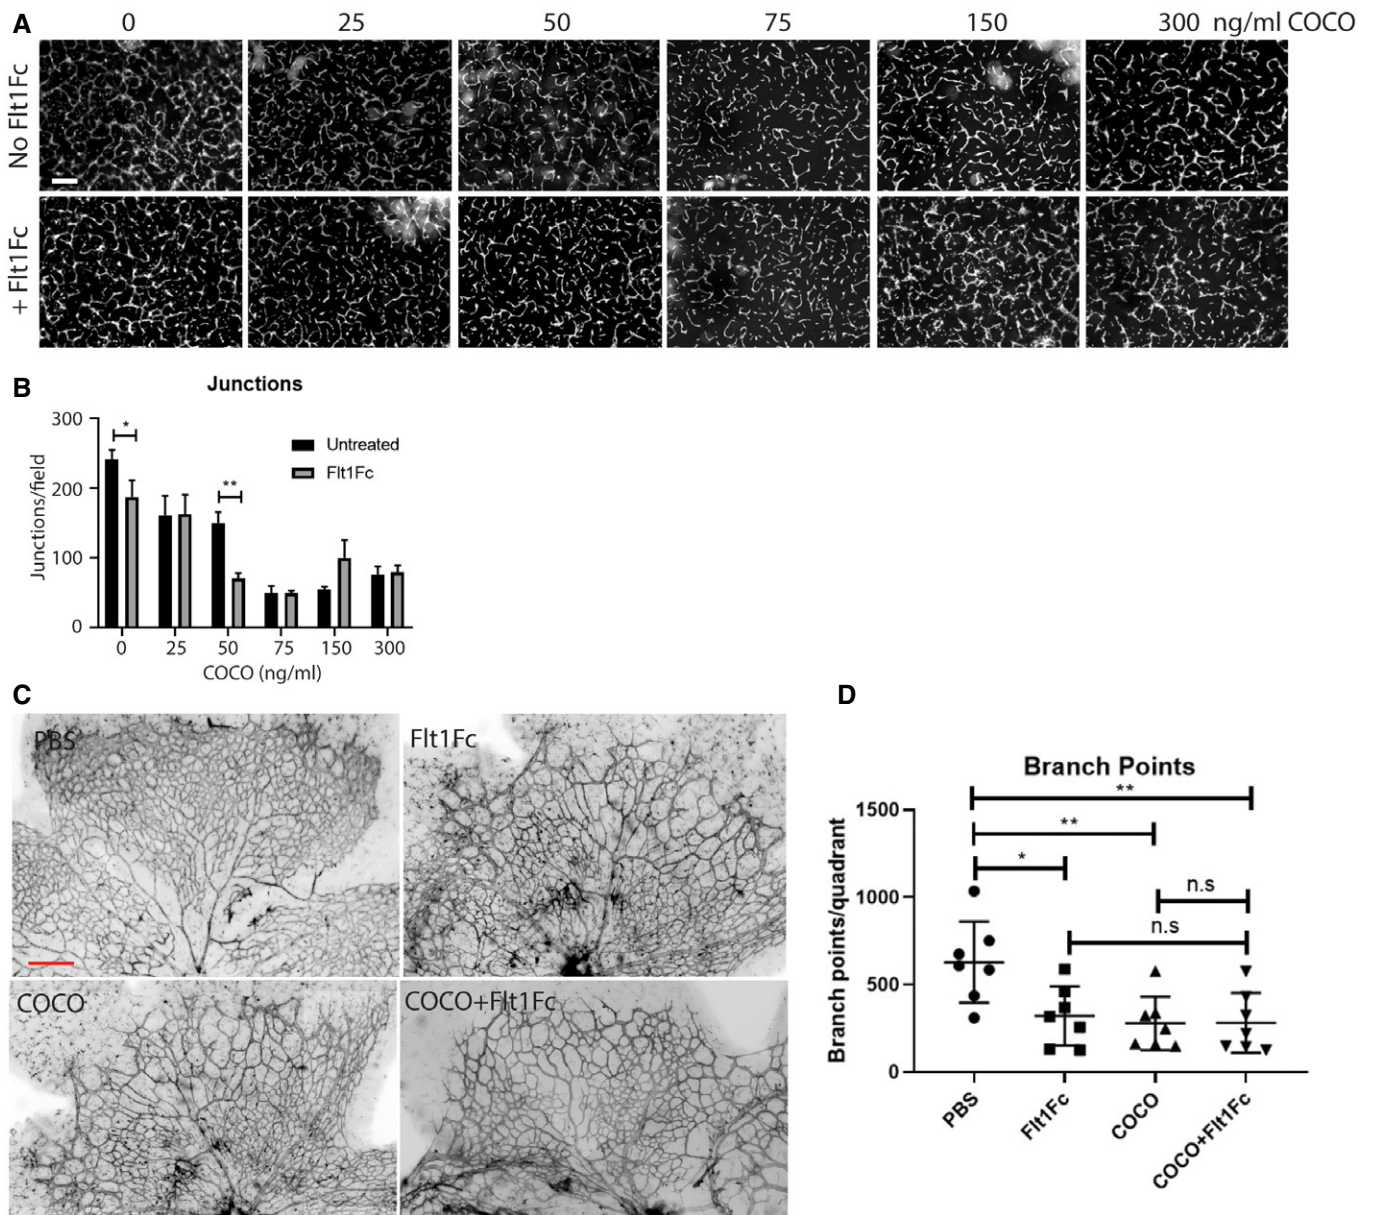 A
0 25 50 75 150 300 ng/ml COCO
No Flt1Fc
+ Flt1Fc
B
Junctions
300
200
100
0
Junctions/field
*
**
Untreated
Flt1Fc
0 25 50 75 150 300
COCO (ng/ml)
C
PBS
Flt1Fc
COCO
COCO+Flt1Fc
D
Branch Points
**
**
*
n.s
n.s
1500
1000
500
0
Branch points/quadrant
PBS
Flt1Fc
COCO
COCO+Flt1Fc